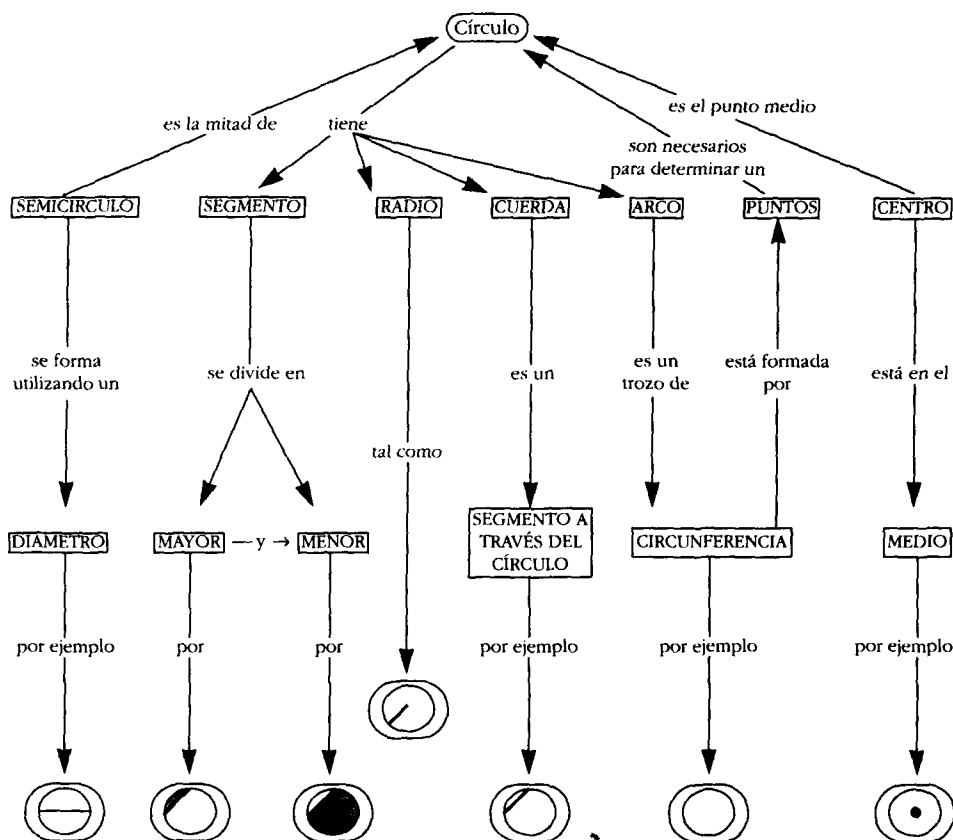 Círculo
es la mitad de
tiene
es el punto medio
son necesarios
para determinar un
SEMICIRCULO
SEGMENTO
RADIO
CUERDA
ARCO
PUNTOS
CENTRO
se forma
utilizando un
se divide en
tal como
es un
es un
trozo de
está formada
por
está en el
DIAMETRO
MAYOR — y → MENOR
SEGMENTO A
TRAVÉS DEL
CÍRCULO
CIRCUNFERENCIA
MEDIO
por ejemplo
por
por
por ejemplo
por ejemplo
por ejemplo